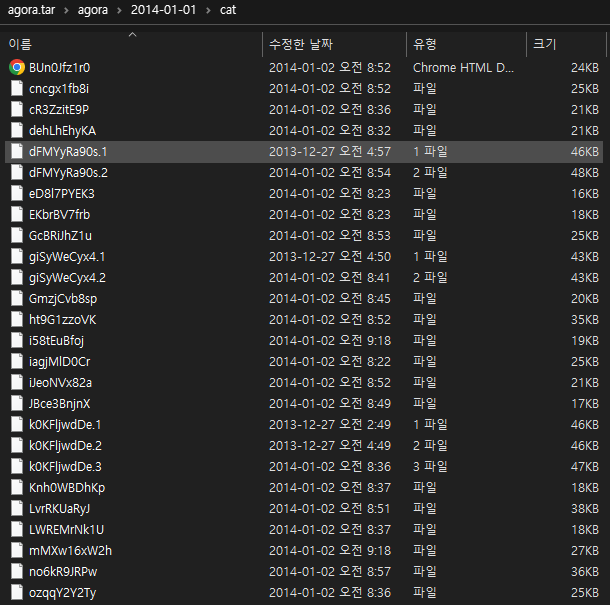 agora.tar > agora > 2014-01-01 > cat
이름 수정한 날짜 유형 크기
BUn0Jfz1r0 2014-01-02 오전 8:52 Chrome HTML D... 24KB
cncgx1fb8i 2014-01-02 오전 8:52 파일 25KB
cR3ZzitE9P 2014-01-02 오전 8:36 파일 21KB
dehLhEhyKA 2014-01-02 오전 8:32 파일 21KB
dFMYyRa90s.1 2013-12-27 오전 4:57 1 파일 46KB
dFMYyRa90s.2 2014-01-02 오전 8:54 2 파일 48KB
eD8l7PYEK3 2014-01-02 오전 8:23 파일 16KB
EKbrBV7frb 2014-01-02 오전 8:23 파일 18KB
GcBRiJhZ1u 2014-01-02 오전 8:53 파일 25KB
giSyWeCyx4.1 2013-12-27 오전 4:50 1 파일 43KB
giSyWeCyx4.2 2014-01-02 오전 8:41 2 파일 43KB
GmzjCvb8sp 2014-01-02 오전 8:45 파일 20KB
ht9G1zzoVK 2014-01-02 오전 8:52 파일 35KB
i58tEuBfoj 2014-01-02 오전 9:18 파일 19KB
iagjMlD0Cr 2014-01-02 오전 8:22 파일 25KB
iJeoNVx82a 2014-01-02 오전 8:52 파일 21KB
JBce3BnjnX 2014-01-02 오전 8:49 파일 17KB
k0KFljwdDe.1 2013-12-27 오전 2:49 1 파일 46KB
k0KFljwdDe.2 2013-12-27 오전 4:49 2 파일 46KB
k0KFljwdDe.3 2014-01-02 오전 8:36 3 파일 47KB
Knh0WBDhKp 2014-01-02 오전 8:37 파일 18KB
LvrRKUaRyJ 2014-01-02 오전 8:51 파일 38KB
LWREMrNk1U 2014-01-02 오전 8:37 파일 18KB
mMXw16xW2h 2014-01-02 오전 9:18 파일 27KB
no6kR9JRPw 2014-01-02 오전 8:57 파일 36KB
ozqqY2Y2Ty 2014-01-02 오전 8:36 파일 25KB